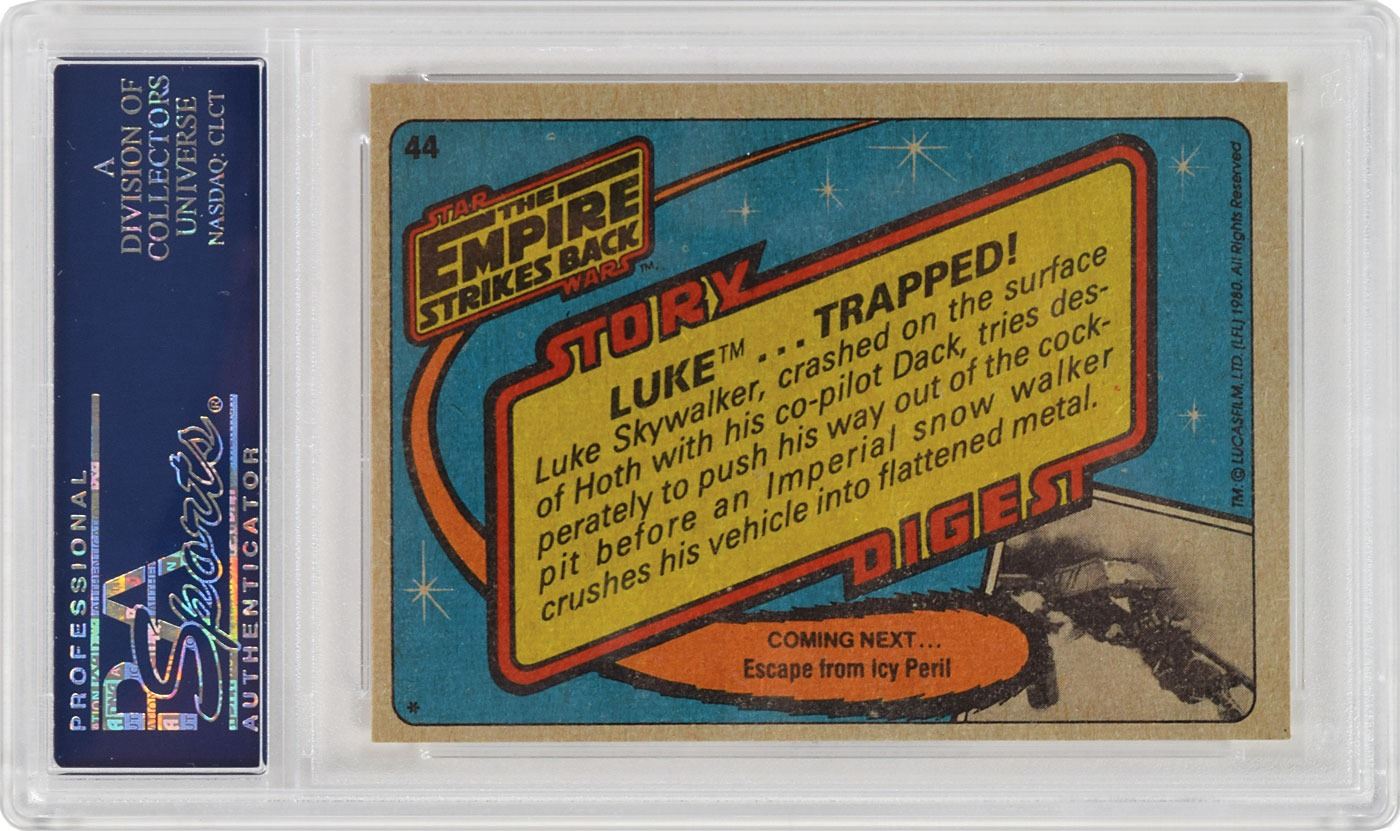 A
DIVISION OF
COLLECTORS
UNIVERSE
NASDAQ: CLCT
PROFESSIONAL
PSA
Sports®
AUTHENTICATOR
44
STAR
THE
EMPIRE
STRIKES BACK
WARS™
STORY
LUKE™ ... TRAPPED!
Luke Skywalker, crashed on the surface
of Hoth with his co-pilot Dack, tries des-
perately to push his way out of the cock-
pit before an Imperial snow walker
crushes his vehicle into flattened metal.
DIGEST
COMING NEXT...
Escape from Icy Peril
*
TM: © LUCASFILM, LTD. (LFL) 1980. All Rights Reserved